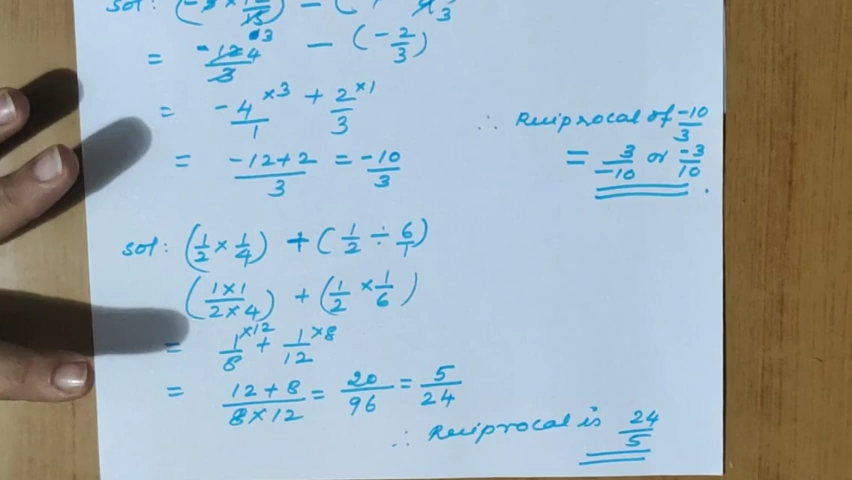 = -12 4 / 3 - (-2/3)
= -4/1 ×3 + 2/3 ×1
= -12+2 / 3 = -10/3
∴ Reciprocal of -10/3
= 3/-10 or -3/10.
Sol: (1/2 × 1/4) + (1/2 ÷ 6/1)
(1×1 / 2×4) + (1/2 × 1/6)
= 1/8 ×12 + 1/12 ×8
= 12+8 / 8×12 = 20/96 = 5/24
∴ Reciprocal is 24/5